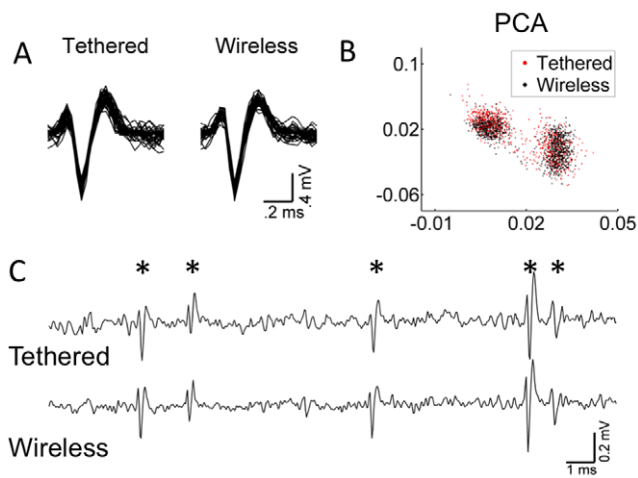 A
Tethered
Wireless
.2 ms
.4 mV
B
PCA
Tethered
Wireless
0.1
0.02
-0.06
-0.01
0.02
0.05
C
* * * * *
Tethered
Wireless
1 ms
0.2 mV